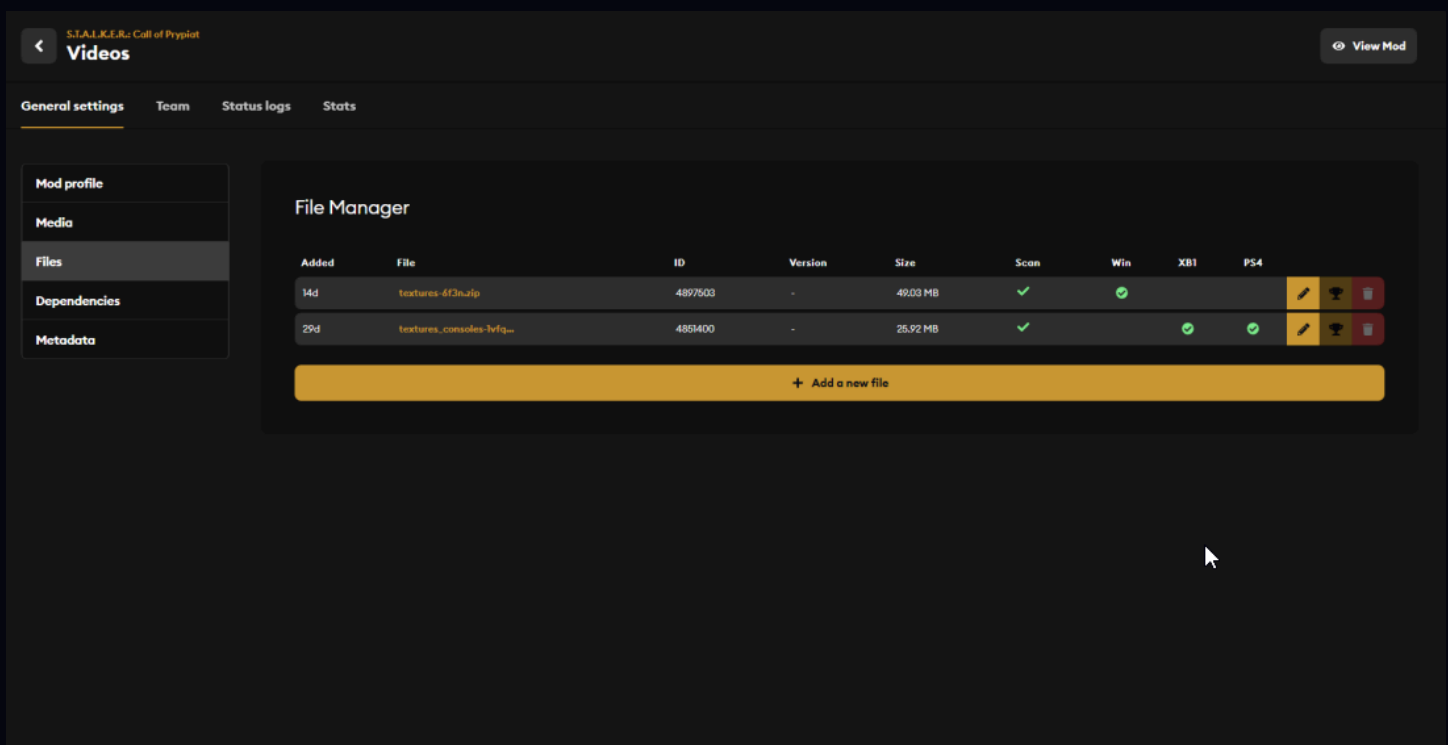 S.T.A.L.K.E.R.: Call of Prypiat
Videos
View Mod
General settings Team Status logs Stats
Mod profile
Media
Files
Dependencies
Metadata
File Manager
Added File ID Version Size Scan Win XB1 PS4
14d textures-6f3n.zip 4897503 - 49.03 MB
29d textures_consoles-1vfq... 4851400 - 25.92 MB
+ Add a new file